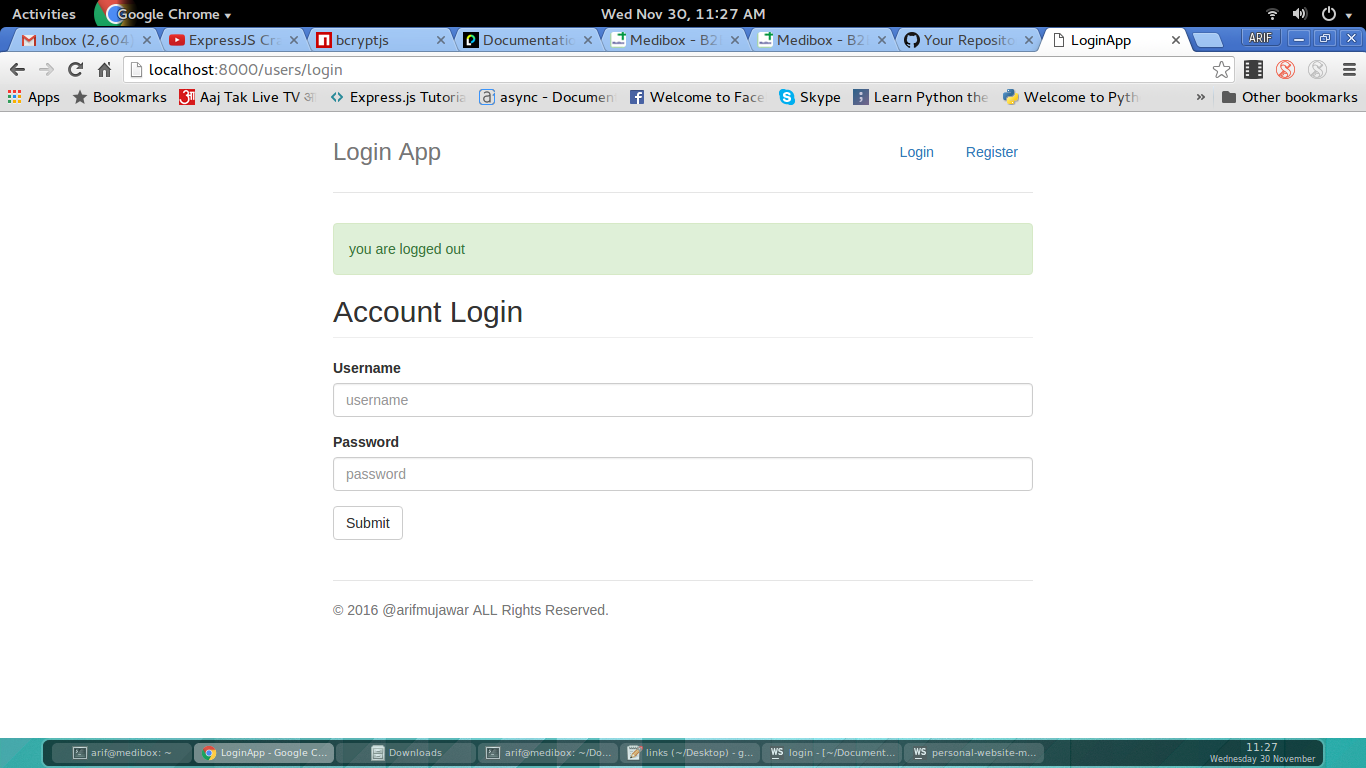 Activities Google Chrome Wed Nov 30, 11:27 AM
Inbox (2,604) ExpressJS Cra bcryptjs Documentatio Medibox - B2 Medibox - B2 Your Reposito LoginApp ARIF
localhost:8000/users/login
Apps Bookmarks Aaj Tak Live TV Express.js Tutoria async - Documen Welcome to Face Skype Learn Python the Welcome to Pyth » Other bookmarks
Login App Login Register
you are logged out
Account Login
Username
username
Password
password
Submit
© 2016 @arifmujawar ALL Rights Reserved.
arif@medibox: ~ LoginApp - Google C... Downloads arif@medibox: ~/Do... links (~/Desktop) - g... login - [~/Document... personal-website-m... 11:27
Wednesday 30 November